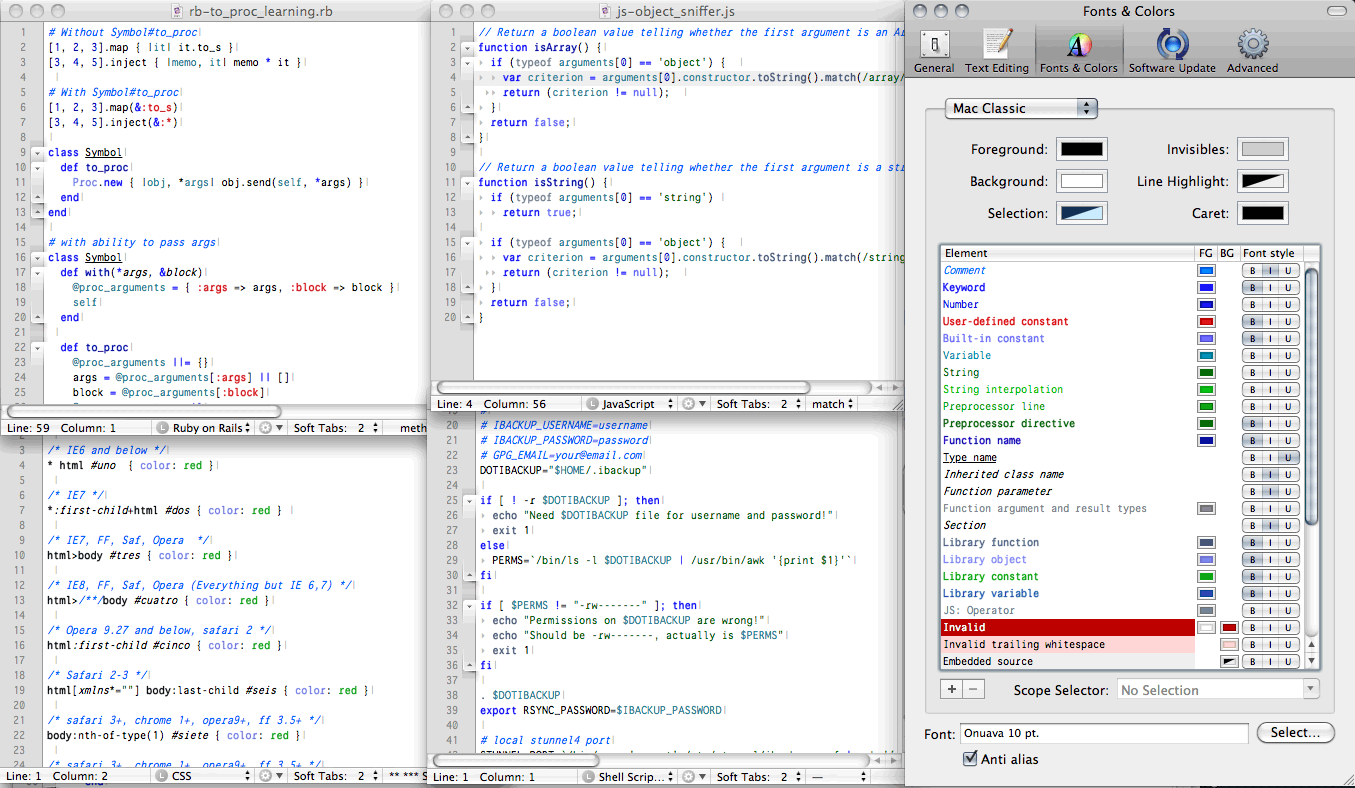 rb-to_proc_learning.rb
1 # Without Symbol#to_proc
2 [1, 2, 3].map { |it| it.to_s }
3 [3, 4, 5].inject { |memo, it| memo * it }
4
5 # With Symbol#to_proc
6 [1, 2, 3].map(&:to_s)
7 [3, 4, 5].inject(&:*)
8
9 class Symbol
10 def to_proc
11 Proc.new { |obj, *args| obj.send(self, *args) }
12 end
13 end
14
15 # with ability to pass args
16 class Symbol
17 def with(*args, &block)
18 @proc_arguments = { :args => args, :block => block }
19 self
20 end
21
22 def to_proc
23 @proc_arguments ||= {}
24 args = @proc_arguments[:args] || []
25 block = @proc_arguments[:block]
Line: 59 Column: 1 L Ruby on Rails Soft Tabs: 2 meth
3 /* IE6 and below */
4 * html #uno { color: red }
5
6 /* IE7 */
7 *:first-child+html #dos { color: red }
8
9 /* IE7, FF, Saf, Opera */
10 html>body #tres { color: red }
11
12 /* IE8, FF, Saf, Opera (Everything but IE 6,7) */
13 html>/**/body #cuatro { color: red }
14
15 /* Opera 9.27 and below, safari 2 */
16 html:first-child #cinco { color: red }
17
18 /* Safari 2-3 */
19 html[xmlns*=""] body:last-child #seis { color: red }
20
21 /* safari 3+, chrome 1+, opera9+, ff 3.5+ */
22 body:nth-of-type(1) #siete { color: red }
23
24 /* safari 3+, chrome 1+, opera9+, ff 3.5+ */
Line: 1 Column: 2 L CSS Soft Tabs: 2 ** *** S
end
js-object_sniffer.js
1 // Return a boolean value telling whether the first argument is an Ar
2 function isArray() {
3 if (typeof arguments[0] == 'object') {
4 var criterion = arguments[0].constructor.toString().match(/array/
5 return (criterion != null);
6 }
7 return false;
8 }
9
10 // Return a boolean value telling whether the first argument is a str
11 function isString() {
12 if (typeof arguments[0] == 'string')
13 return true;
14
15 if (typeof arguments[0] == 'object') {
16 var criterion = arguments[0].constructor.toString().match(/string
17 return (criterion != null);
18 }
19 return false;
20 }
Line: 4 Column: 56 L JavaScript Soft Tabs: 2 match
19 #
20 # IBACKUP_USERNAME=username
21 # IBACKUP_PASSWORD=password
22 # GPG_EMAIL=your@email.com
23 DOTIBACKUP="$HOME/.ibackup"
24
25 if [ ! -r $DOTIBACKUP ]; then
26 echo "Need $DOTIBACKUP file for username and password!"
27 exit 1
28 else
29 PERMS=`/bin/ls -l $DOTIBACKUP | /usr/bin/awk '{print $1}'`
30 fi
31
32 if [ $PERMS != "-rw-------" ]; then
33 echo "Permissions on $DOTIBACKUP are wrong!"
34 echo "Should be -rw-------, actually is $PERMS"
35 exit 1
36 fi
37
38 . $DOTIBACKUP
39 export RSYNC_PASSWORD=$IBACKUP_PASSWORD
40
41 # local stunnel4 port
Line: 1 Column: 1 L Shell Scrip... Soft Tabs: 2 —
Fonts & Colors
General Text Editing Fonts & Colors Software Update Advanced
Mac Classic
Foreground: Invisibles:
Background: Line Highlight:
Selection: Caret:
Element FG BG Font style
Comment B I U
Keyword B I U
Number B I U
User-defined constant B I U
Built-in constant B I U
Variable B I U
String B I U
String interpolation B I U
Preprocessor line B I U
Preprocessor directive B I U
Function name B I U
Type name B I U
Inherited class name B I U
Function parameter B I U
Function argument and result types B I U
Section B I U
Library function B I U
Library object B I U
Library constant B I U
Library variable B I U
JS: Operator B I U
Invalid B I U
Invalid trailing whitespace B I U
Embedded source B I U
+ − Scope Selector: No Selection
Font: Onuava 10 pt. Select...
Anti alias